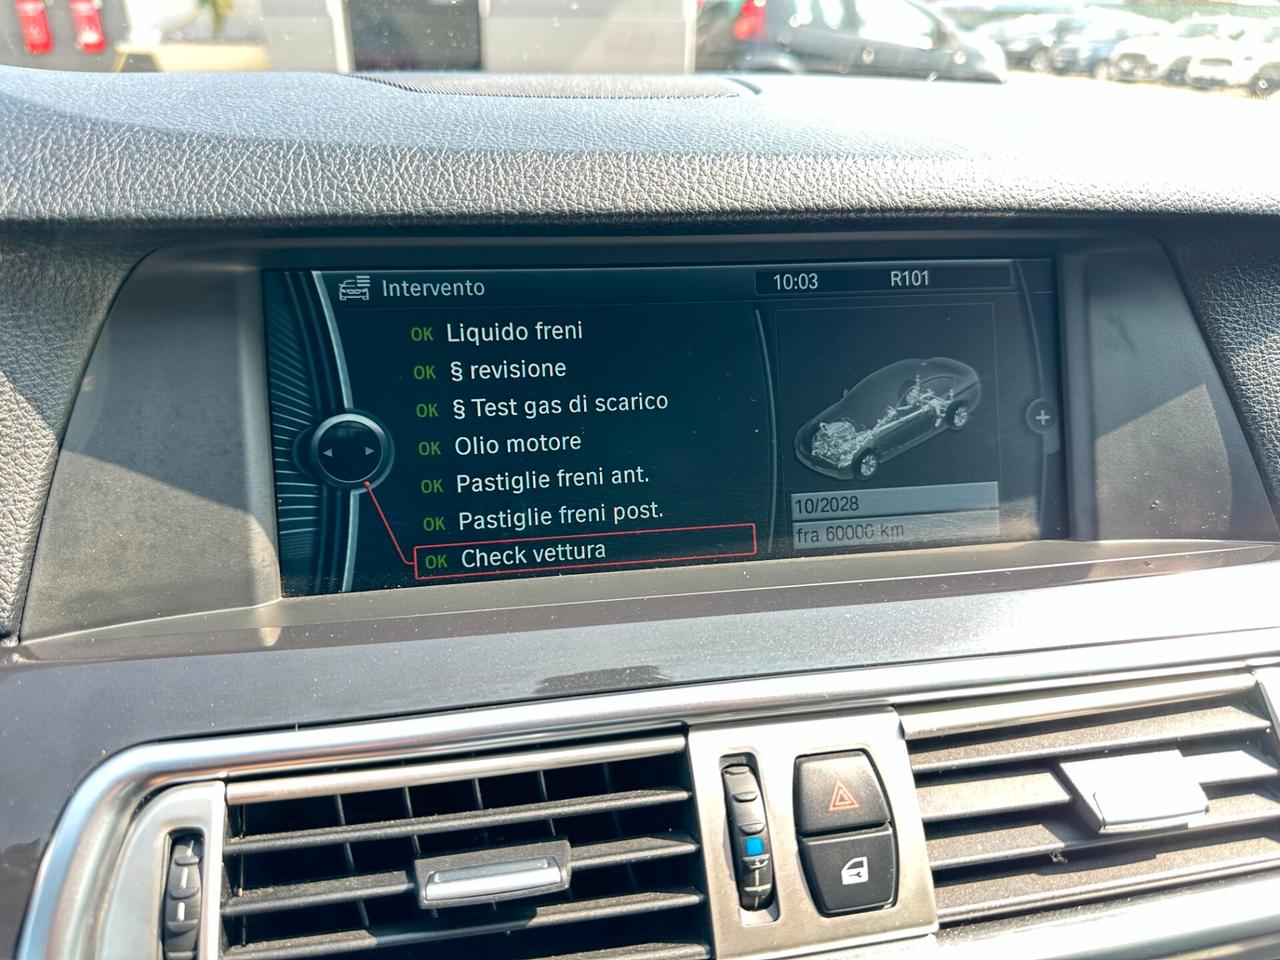 Intervento
10:03
R101
OK Liquido freni
OK § revisione
OK § Test gas di scarico
OK Olio motore
OK Pastiglie freni ant.
OK Pastiglie freni post.
OK Check vettura
10/2028
fra 60000 km